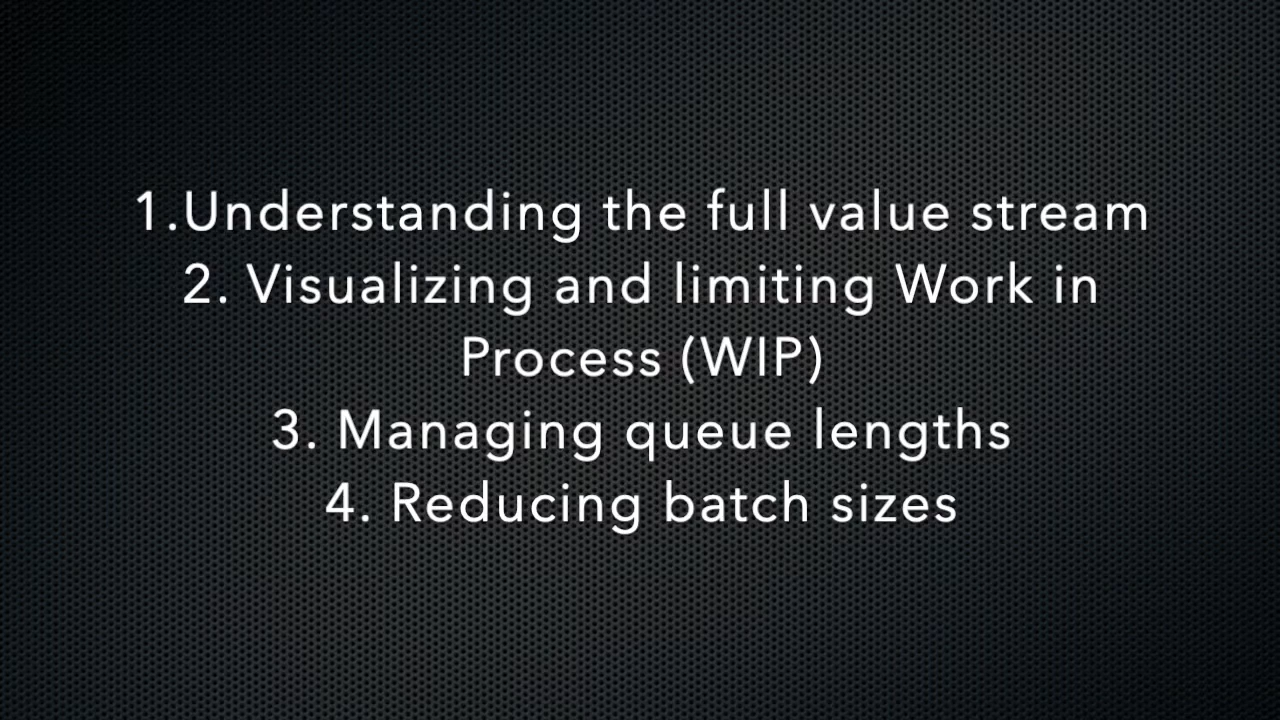 1.Understanding the full value stream
2. Visualizing and limiting Work in
Process (WIP)
3. Managing queue lengths
4. Reducing batch sizes